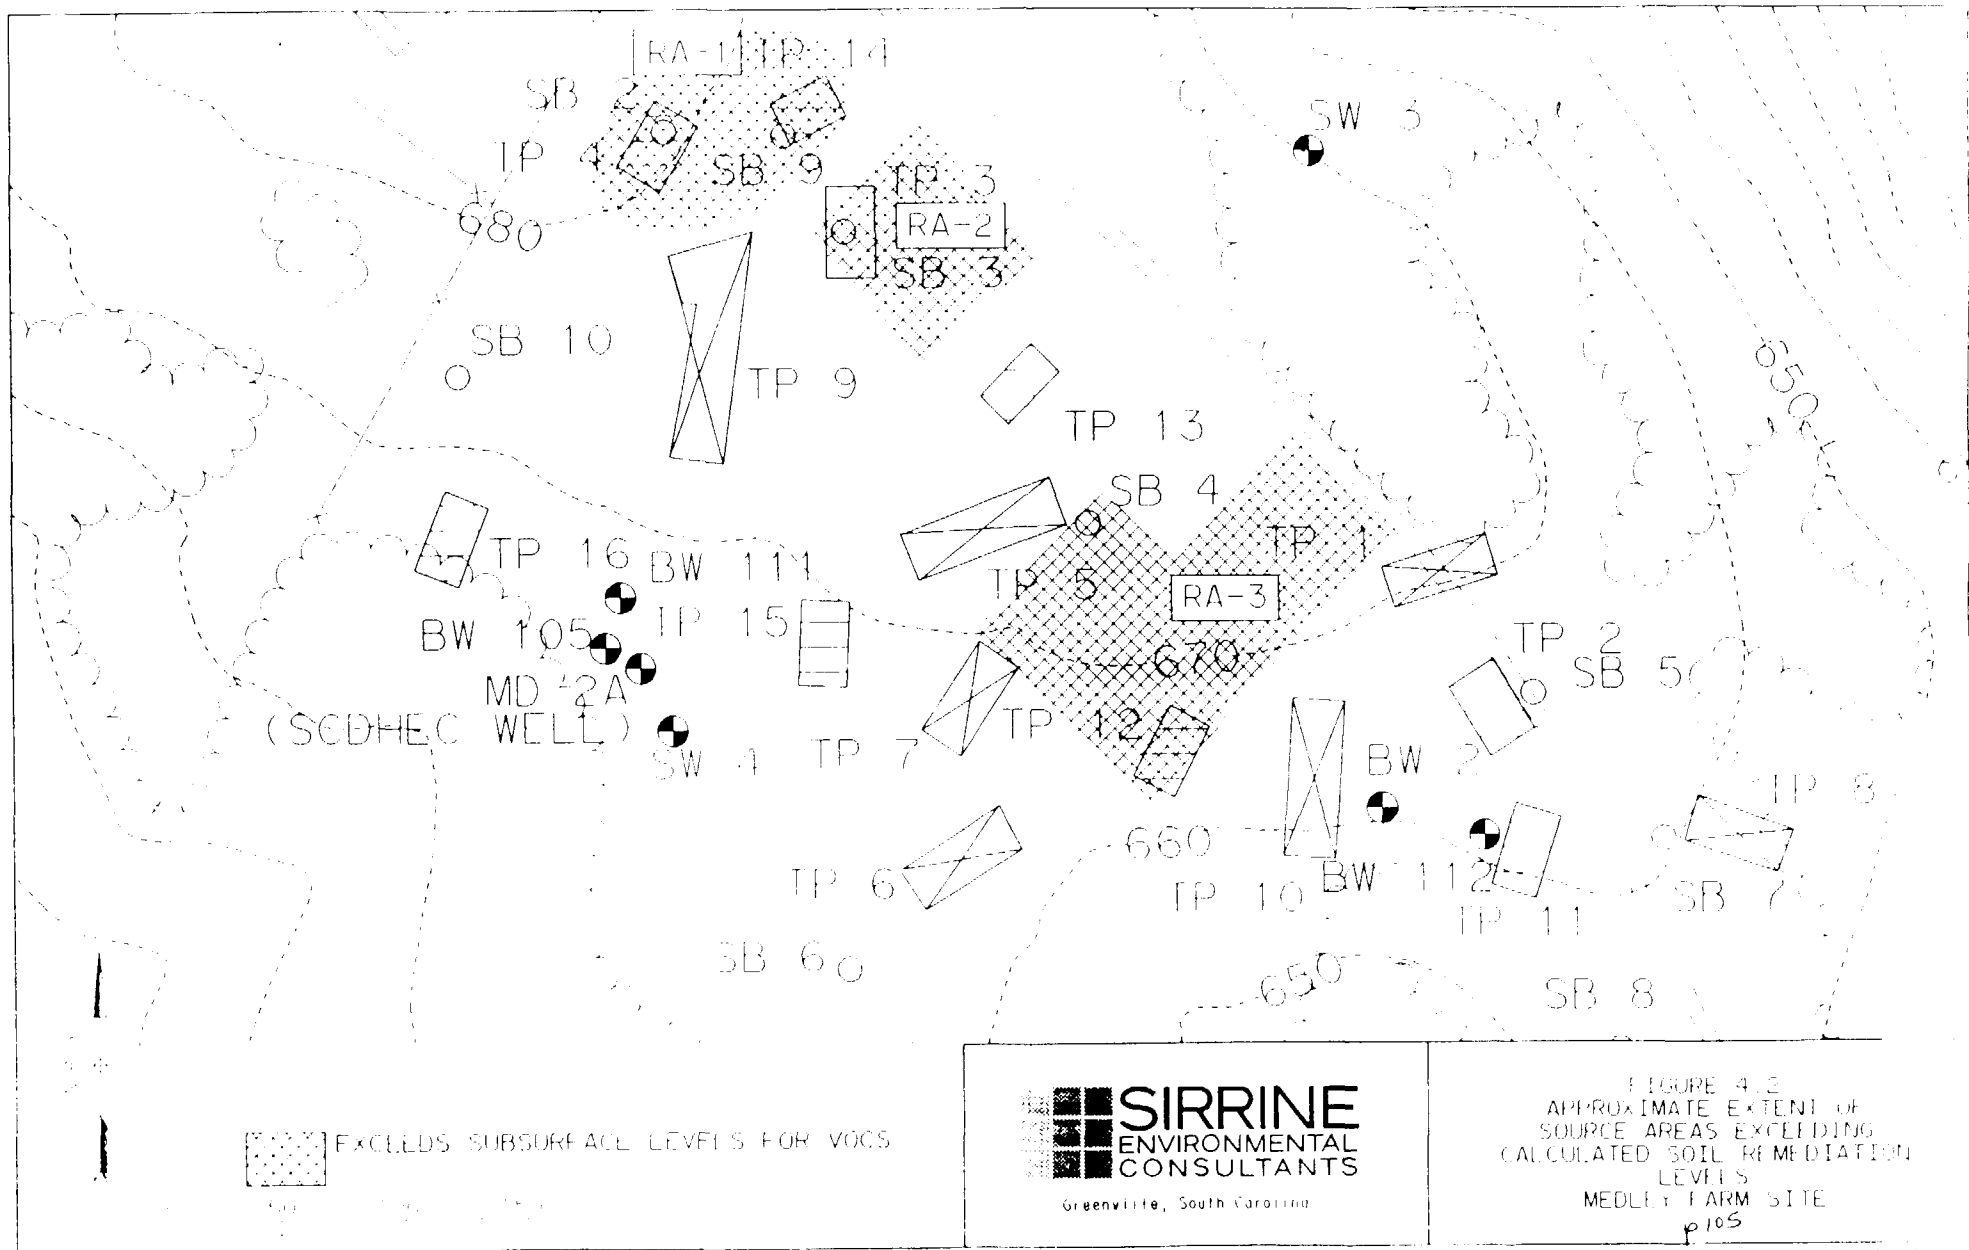 RA-1 TP 14
SB 2
SW 3
TP 4
SB 9
TP 3
680
RA-2
SB 3
SB 10
650
TP 9
TP 13
SB 4
TP 1
TP 16
BW 111
TP 5
RA-3
BW 105
TP 15
TP 2
670
SB 5
MD 2A
(SCDHEC WELL)
TP 12
SW 4
TP 7
BW 2
TP 8
660
TP 6
TP 10
BW 112
SB 7
TP 11
SB 6
650
SB 8
EXCEEDS SUBSURFACE LEVELS FOR VOCS
SIRRINE
ENVIRONMENTAL
CONSULTANTS
Greenville, South Carolina
FIGURE 4.2
APPROXIMATE EXTENT OF
SOURCE AREAS EXCEEDING
CALCULATED SOIL REMEDIATION
LEVELS
MEDLEY FARM SITE
p105